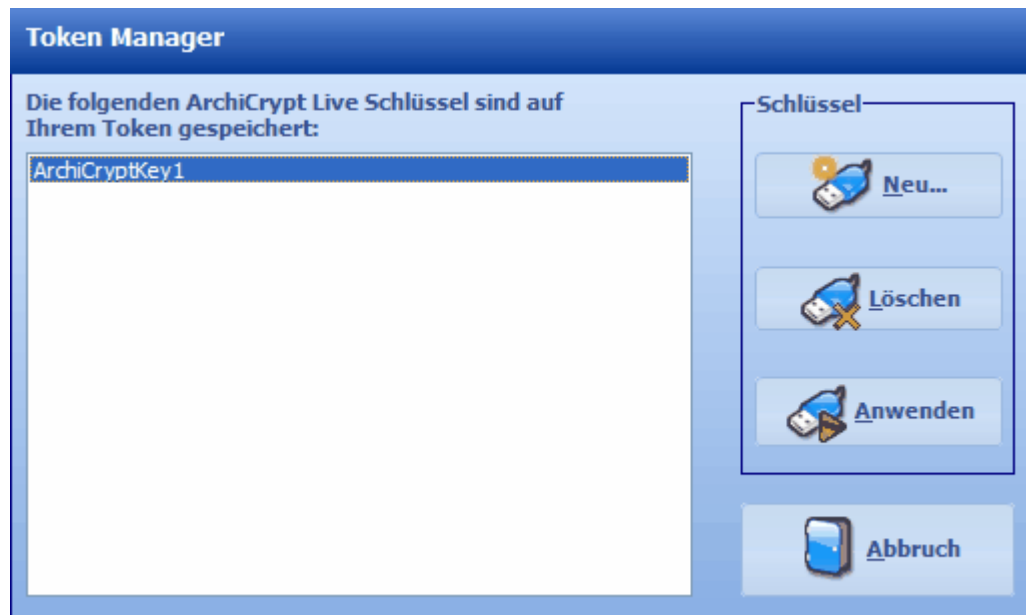 Token Manager
Die folgenden ArchiCrypt Live Schlüssel sind auf
Ihrem Token gespeichert:
ArchiCryptKey1
Schlüssel
Neu...
Löschen
Anwenden
Abbruch